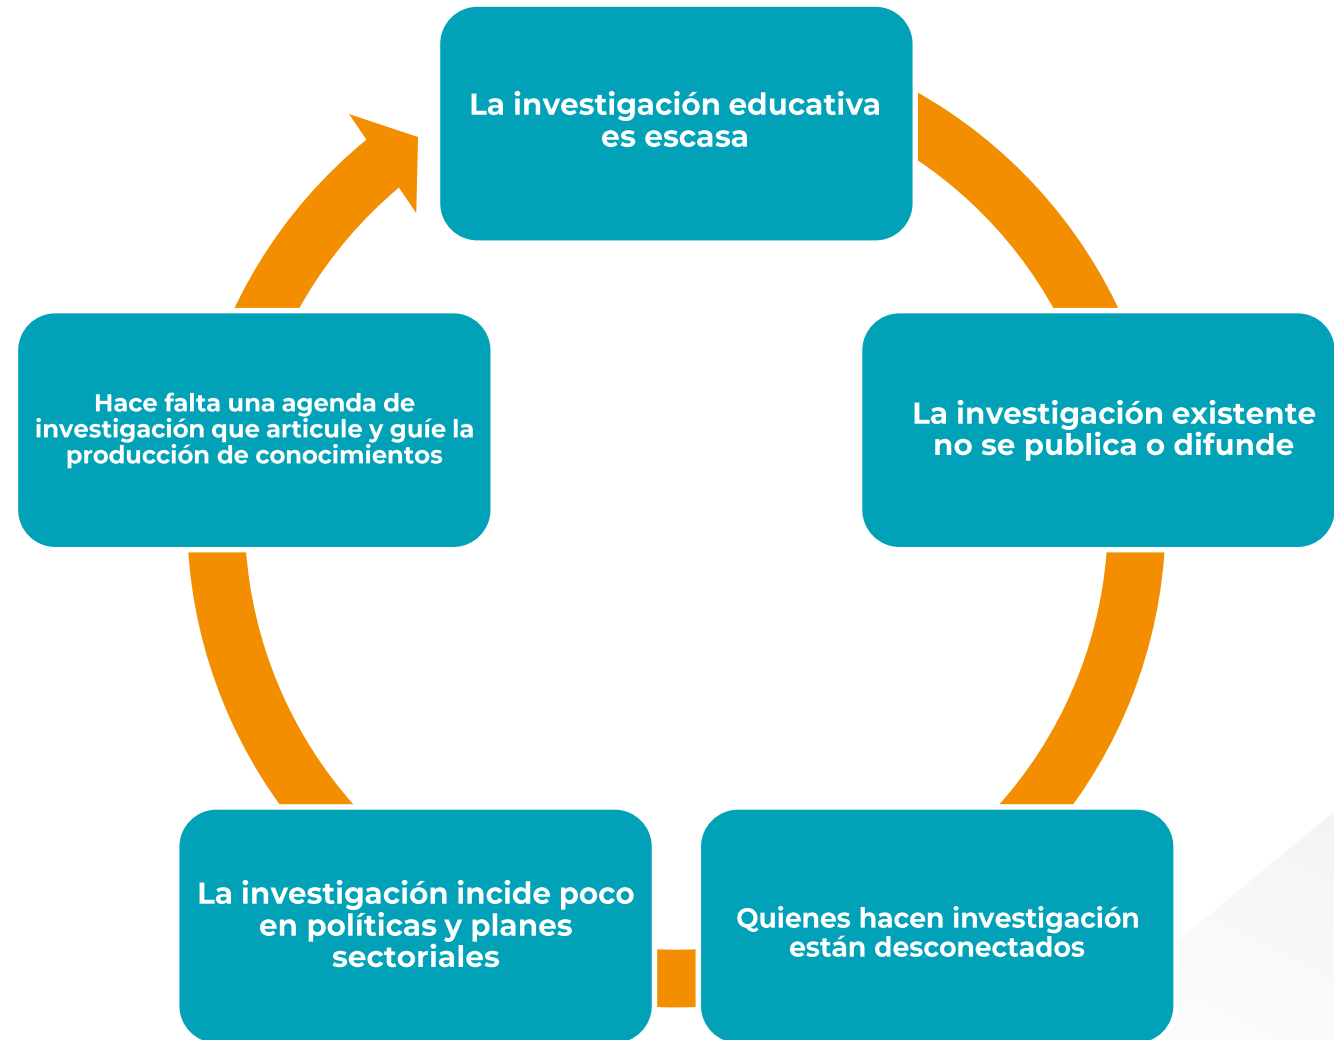 La investigación educativa
es escasa
La investigación existente
no se publica o difunde
Quienes hacen investigación
están desconectados
La investigación incide poco
en políticas y planes
sectoriales
Hace falta una agenda de
investigación que articule y guíe la
producción de conocimientos